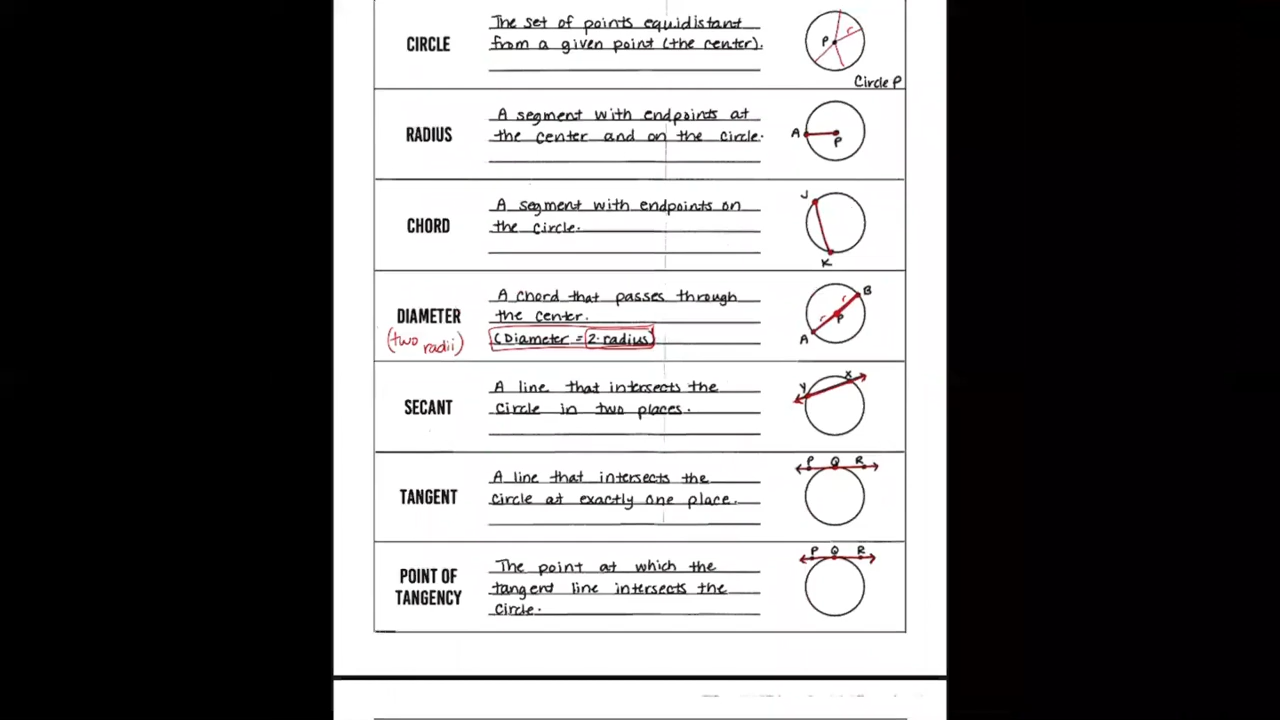 CIRCLE
The set of points equidistant
from a given point (the center).
P
r
Circle P
RADIUS
A segment with endpoints at
the center and on the circle.
A
P
CHORD
A segment with endpoints on
the circle.
J
K
DIAMETER
(two radii)
A chord that passes through
the center.
(Diameter = 2·radius)
B
r
r
P
A
SECANT
A line that intersects the
circle in two places.
Y
X
TANGENT
A line that intersects the
circle at exactly one place.
P Q R
POINT OF
TANGENCY
The point at which the
tangent line intersects the
circle.
P Q R